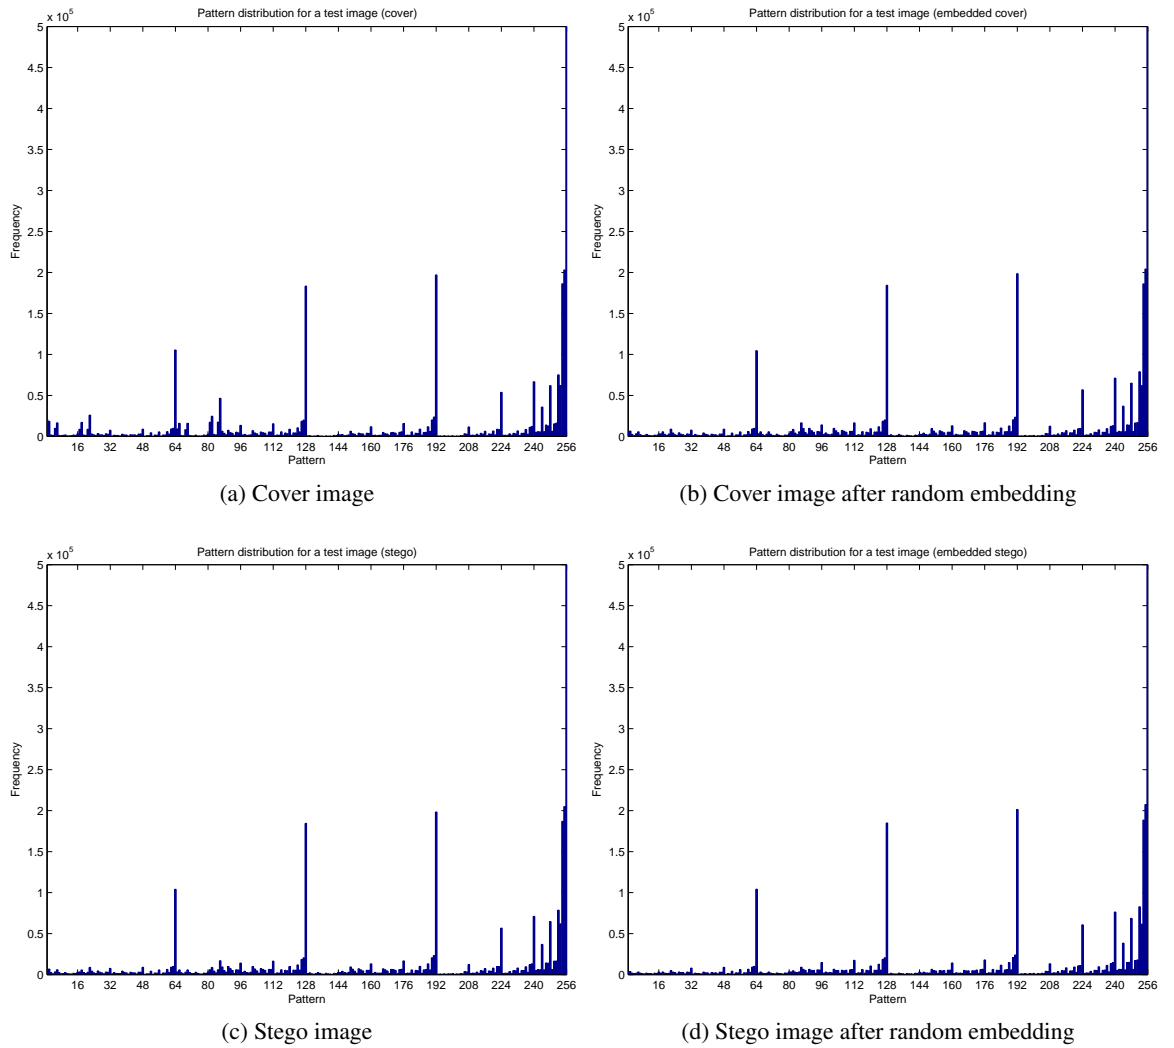 Pattern distribution for a test image (cover)
x 10^5
5
4.5
4
3.5
3
2.5
2
1.5
1
0.5
0
Frequency
16 32 48 64 80 96 112 128 144 160 176 192 208 224 240 256
Pattern
(a) Cover image
Pattern distribution for a test image (embedded cover)
x 10^5
5
4.5
4
3.5
3
2.5
2
1.5
1
0.5
0
Frequency
16 32 48 64 80 96 112 128 144 160 176 192 208 224 240 256
Pattern
(b) Cover image after random embedding
Pattern distribution for a test image (stego)
x 10^5
5
4.5
4
3.5
3
2.5
2
1.5
1
0.5
0
Frequency
16 32 48 64 80 96 112 128 144 160 176 192 208 224 240 256
Pattern
(c) Stego image
Pattern distribution for a test image (embedded stego)
x 10^5
5
4.5
4
3.5
3
2.5
2
1.5
1
0.5
0
Frequency
16 32 48 64 80 96 112 128 144 160 176 192 208 224 240 256
Pattern
(d) Stego image after random embedding